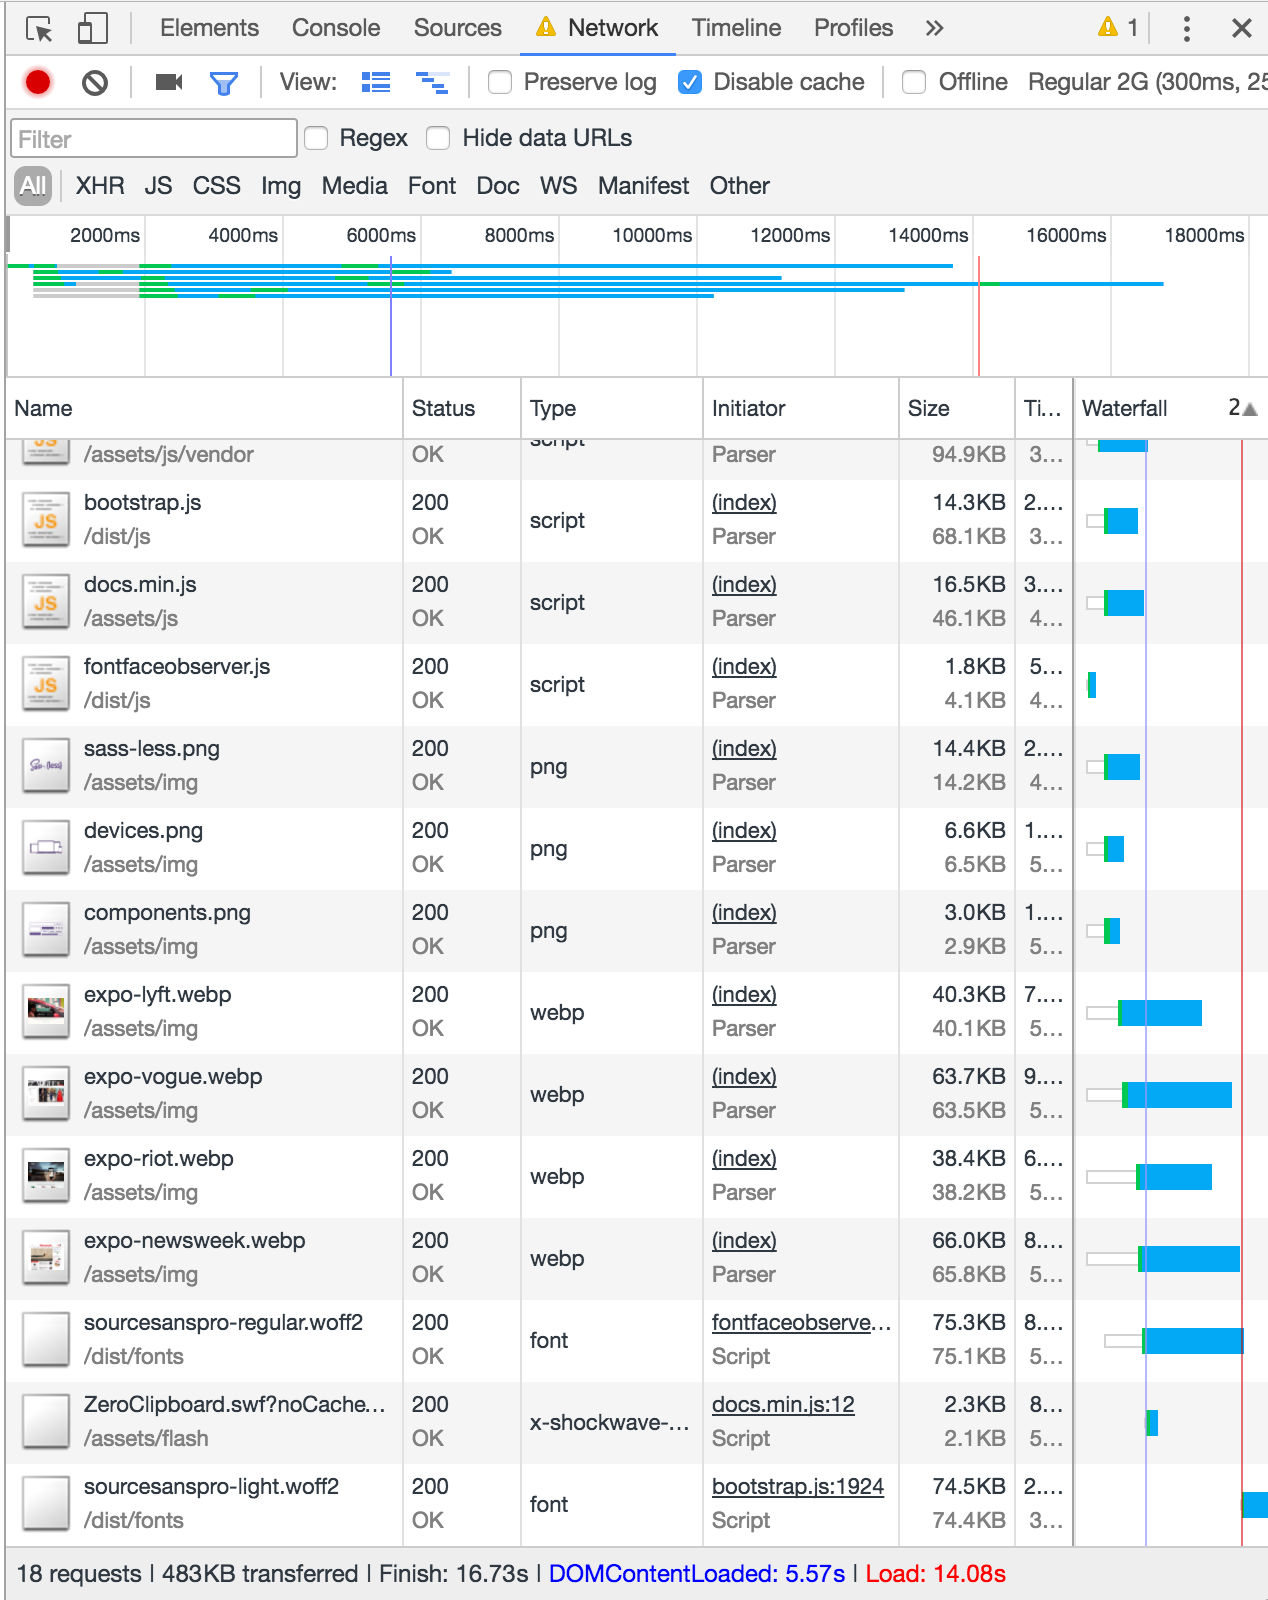 Elements Console Sources Network Timeline Profiles » 1
View: Preserve log Disable cache Offline Regular 2G (300ms, 25
Filter Regex Hide data URLs
All XHR JS CSS Img Media Font Doc WS Manifest Other
2000ms 4000ms 6000ms 8000ms 10000ms 12000ms 14000ms 16000ms 18000ms
Name Status Type Initiator Size Ti... Waterfall 2▲
JS script
/assets/js/vendor OK Parser 94.9KB 3...
bootstrap.js 200 (index) 14.3KB 2....
JS script
/dist/js OK Parser 68.1KB 3...
docs.min.js 200 (index) 16.5KB 3....
JS script
/assets/js OK Parser 46.1KB 4...
fontfaceobserver.js 200 (index) 1.8KB 5...
JS script
/dist/js OK Parser 4.1KB 4...
sass-less.png 200 (index) 14.4KB 2....
png
/assets/img OK Parser 14.2KB 4...
devices.png 200 (index) 6.6KB 1....
png
/assets/img OK Parser 6.5KB 5...
components.png 200 (index) 3.0KB 1....
png
/assets/img OK Parser 2.9KB 5...
expo-lyft.webp 200 (index) 40.3KB 7....
webp
/assets/img OK Parser 40.1KB 5...
expo-vogue.webp 200 (index) 63.7KB 9....
webp
/assets/img OK Parser 63.5KB 5...
expo-riot.webp 200 (index) 38.4KB 6....
webp
/assets/img OK Parser 38.2KB 5...
expo-newsweek.webp 200 (index) 66.0KB 8....
webp
/assets/img OK Parser 65.8KB 5...
sourcesanspro-regular.woff2 200 fontfaceobserve... 75.3KB 8....
font
/dist/fonts OK Script 75.1KB 5...
ZeroClipboard.swf?noCache... 200 docs.min.js:12 2.3KB 8...
x-shockwave-...
/assets/flash OK Script 2.1KB 5...
sourcesanspro-light.woff2 200 bootstrap.js:1924 74.5KB 2....
font
/dist/fonts OK Script 74.4KB 3...
18 requests | 483KB transferred | Finish: 16.73s | DOMContentLoaded: 5.57s | Load: 14.08s